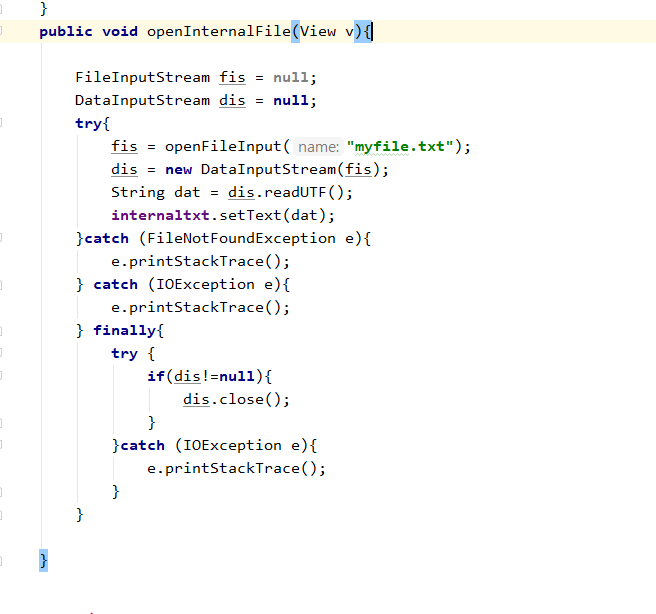 }
public void openInternalFile(View v){
FileInputStream fis = null;
DataInputStream dis = null;
try{
fis = openFileInput( name: "myfile.txt");
dis = new DataInputStream(fis);
String dat = dis.readUTF();
internaltxt.setText(dat);
}catch (FileNotFoundException e){
e.printStackTrace();
} catch (IOException e){
e.printStackTrace();
} finally{
try {
if(dis!=null){
dis.close();
}
}catch (IOException e){
e.printStackTrace();
}
}
}